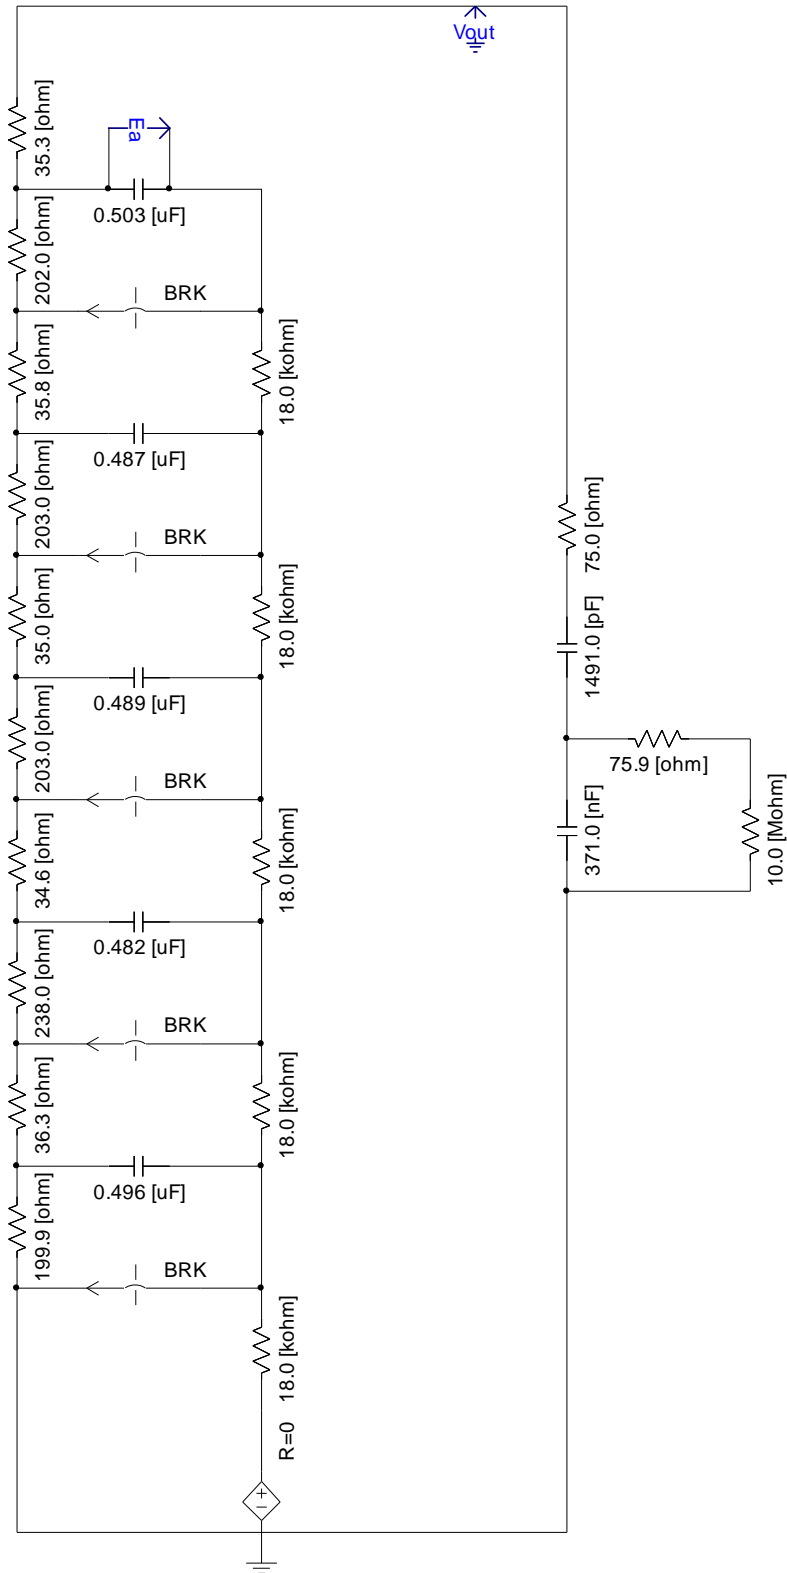 Vout
35.3 [ohm]
Ea
0.503 [uF]
202.0 [ohm]
BRK
35.8 [ohm]
18.0 [kohm]
0.487 [uF]
203.0 [ohm]
75.0 [ohm]
BRK
35.0 [ohm]
18.0 [kohm]
1491.0 [pF]
0.489 [uF]
203.0 [ohm]
75.9 [ohm]
BRK
34.6 [ohm]
18.0 [kohm]
371.0 [nF]
10.0 [Mohm]
0.482 [uF]
238.0 [ohm]
BRK
36.3 [ohm]
18.0 [kohm]
0.496 [uF]
199.9 [ohm]
BRK
18.0 [kohm]
R=0